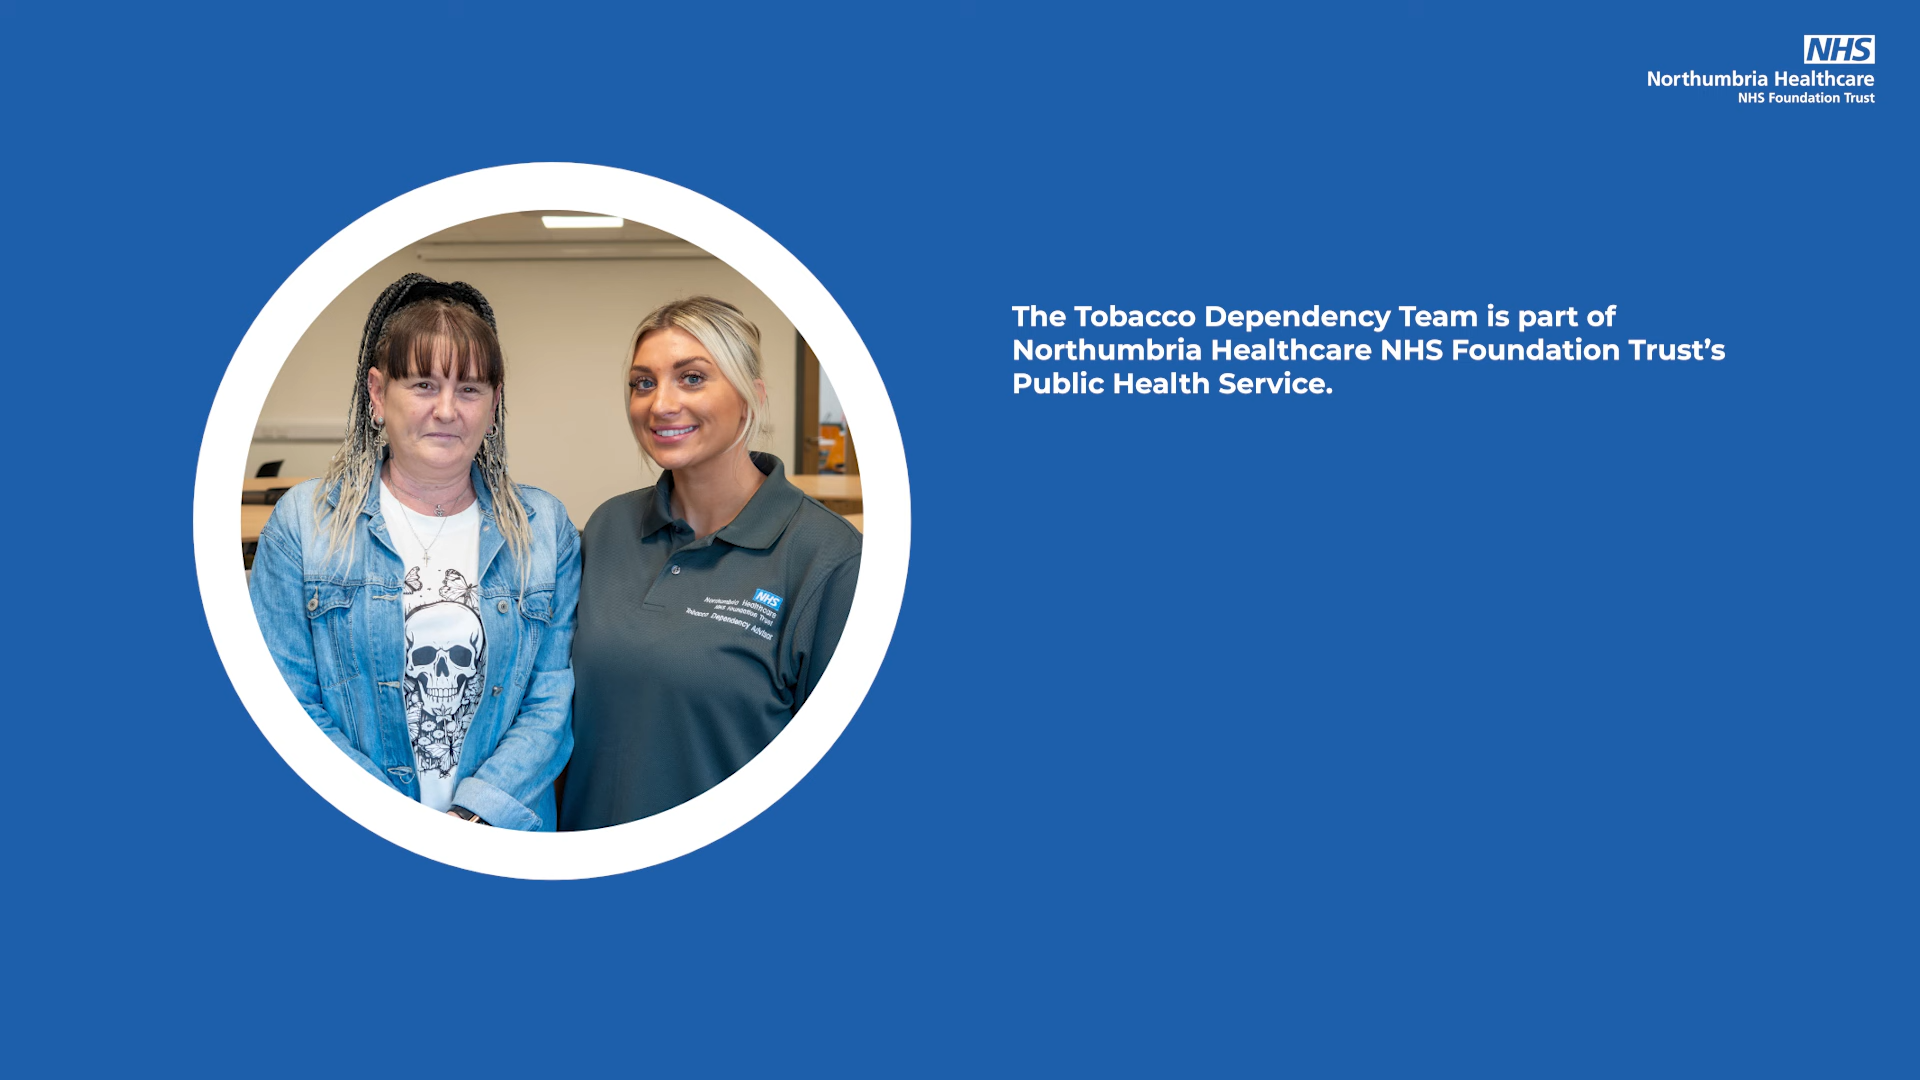 NHS
Northumbria Healthcare
NHS Foundation Trust
The Tobacco Dependency Team is part of
Northumbria Healthcare NHS Foundation Trust’s
Public Health Service.
NHS
Northumbria Healthcare
NHS Foundation Trust
Tobacco Dependency Advisor